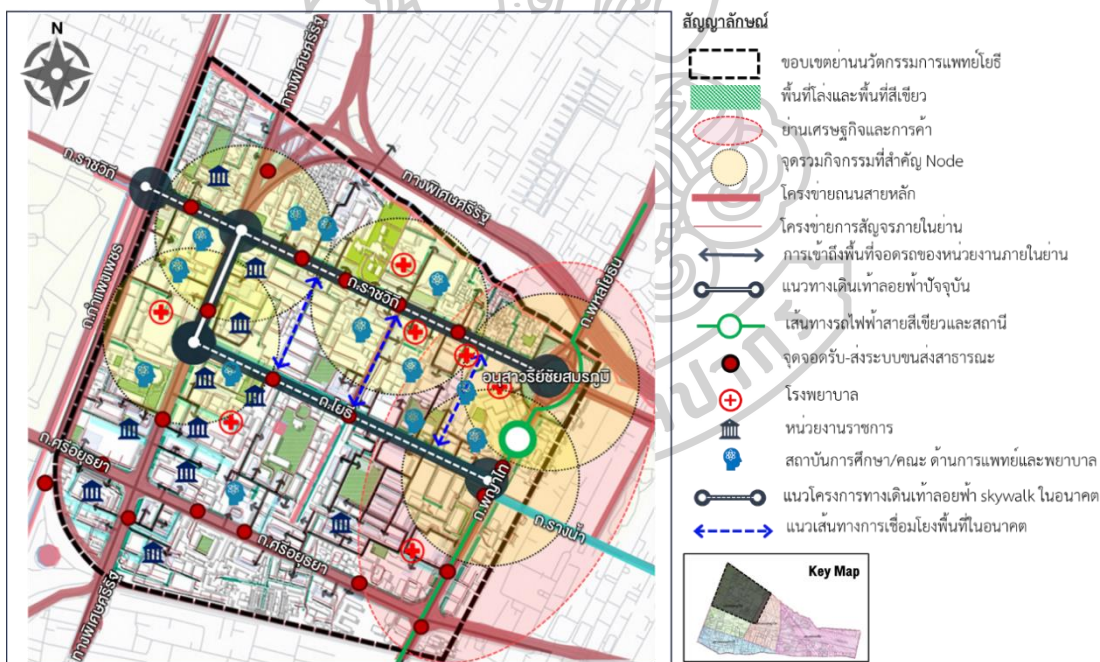 สัญญาลักษณ์
ขอบเขตย่านนวัตกรรมการแพทย์โยธี
พื้นที่โล่งและพื้นที่สีเขียว
ย่านเศรษฐกิจและการค้า
จุดรวมกิจกรรมที่สำคัญ Node
โครงข่ายถนนสายหลัก
โครงข่ายการสัญจรภายในย่าน
การเข้าถึงพื้นที่จอดรถของหน่วยงานภายในย่าน
แนวทางเดินเท้าลอยฟ้าปัจจุบัน
เส้นทางรถไฟฟ้าสายสีเขียวและสถานี
จุดจอดรับ-ส่งระบบขนส่งสาธารณะ
โรงพยาบาล
หน่วยงานราชการ
สถาบันการศึกษา/คณะ ด้านการแพทย์และพยาบาล
แนวโครงการทางเดินเท้าลอยฟ้า skywalk ในอนาคต
แนวเส้นทางการเชื่อมโยงพื้นที่ในอนาคต
Key Map
N
ทางพิเศษศรีรัช
ถ.ราชวิถี
ทางพิเศษศรีรัฐ
ถ.กำแพงเพชร
ถ.ราชวิถี
ถ.พหลโยธิน
อนุสาวรีย์ชัยสมรภูมิ
ถ.โยธี
ถ.ศรีอยุธยา
ถ.พญาไท
ถ.รางน้ำ
ถ.ศรีอยุธยา
ทางพิเศษศรีรัฐ